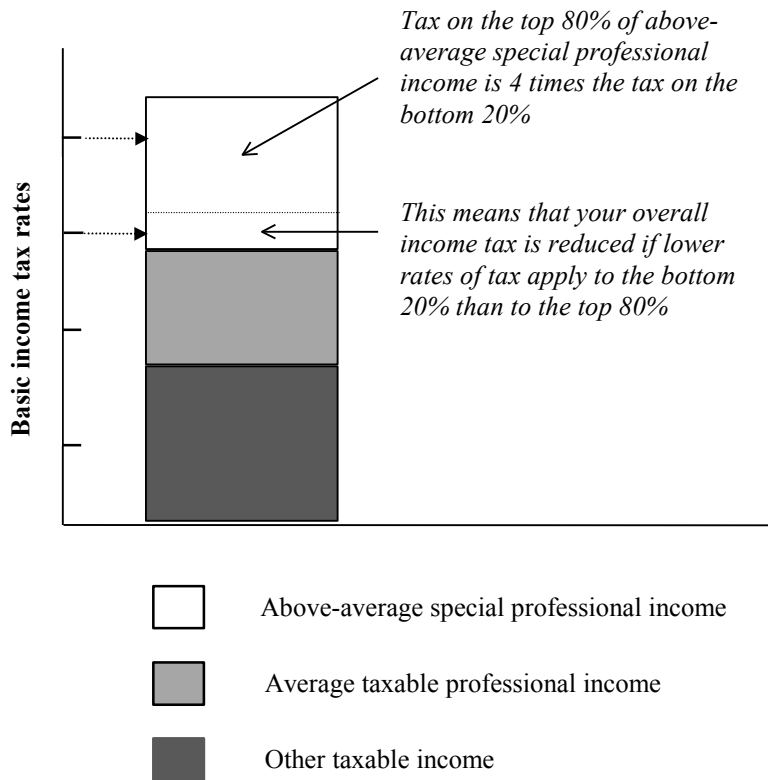 Tax on the top 80% of above-
average special professional
income is 4 times the tax on the
bottom 20%
This means that your overall
income tax is reduced if lower
rates of tax apply to the bottom
20% than to the top 80%
Basic income tax rates
Above-average special professional income
Average taxable professional income
Other taxable income